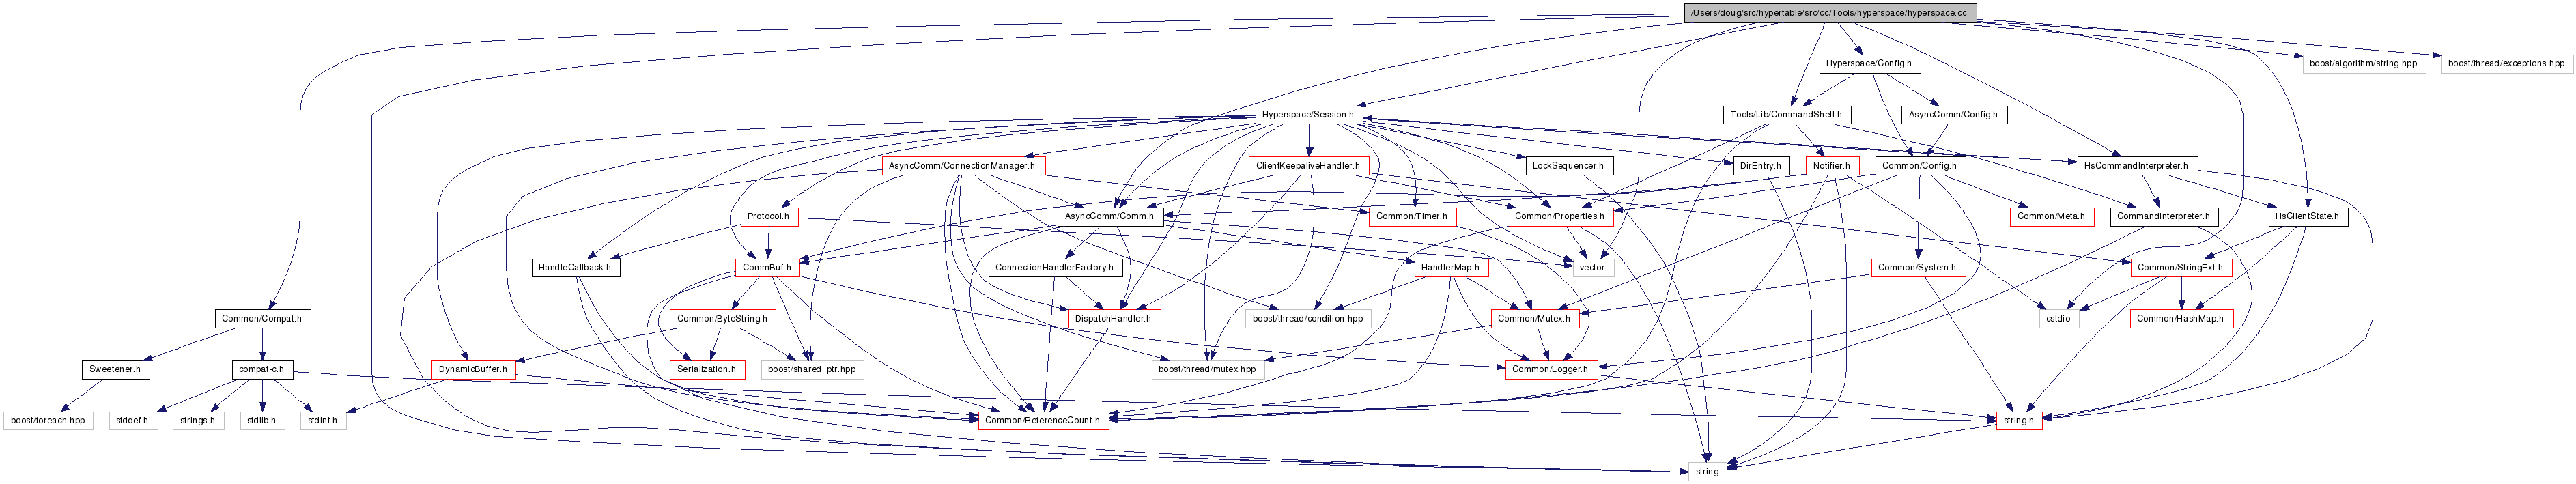 /Users/doug/src/hypertable/src/cc/Tools/hyperspace/hyperspace.cc
Hyperspace/Config.h
boost/algorithm/string.hpp
boost/thread/exceptions.hpp
Hyperspace/Session.h
Tools/Lib/CommandShell.h
AsyncComm/Config.h
AsyncComm/ConnectionManager.h
ClientKeepaliveHandler.h
LockSequencer.h
DirEntry.h
Notifier.h
Common/Config.h
HsCommandInterpreter.h
Protocol.h
AsyncComm/Comm.h
Common/Timer.h
Common/Properties.h
Common/Meta.h
CommandInterpreter.h
HsClientState.h
HandleCallback.h
CommBuf.h
ConnectionHandlerFactory.h
HandlerMap.h
vector
Common/System.h
Common/StringExt.h
Common/Compat.h
Common/ByteString.h
DispatchHandler.h
boost/thread/condition.hpp
Common/Mutex.h
cstdio
Common/HashMap.h
Sweetener.h
compat-c.h
DynamicBuffer.h
Serialization.h
boost/shared_ptr.hpp
boost/thread/mutex.hpp
Common/Logger.h
boost/foreach.hpp
stddef.h
strings.h
stdlib.h
stdint.h
Common/ReferenceCount.h
string.h
string